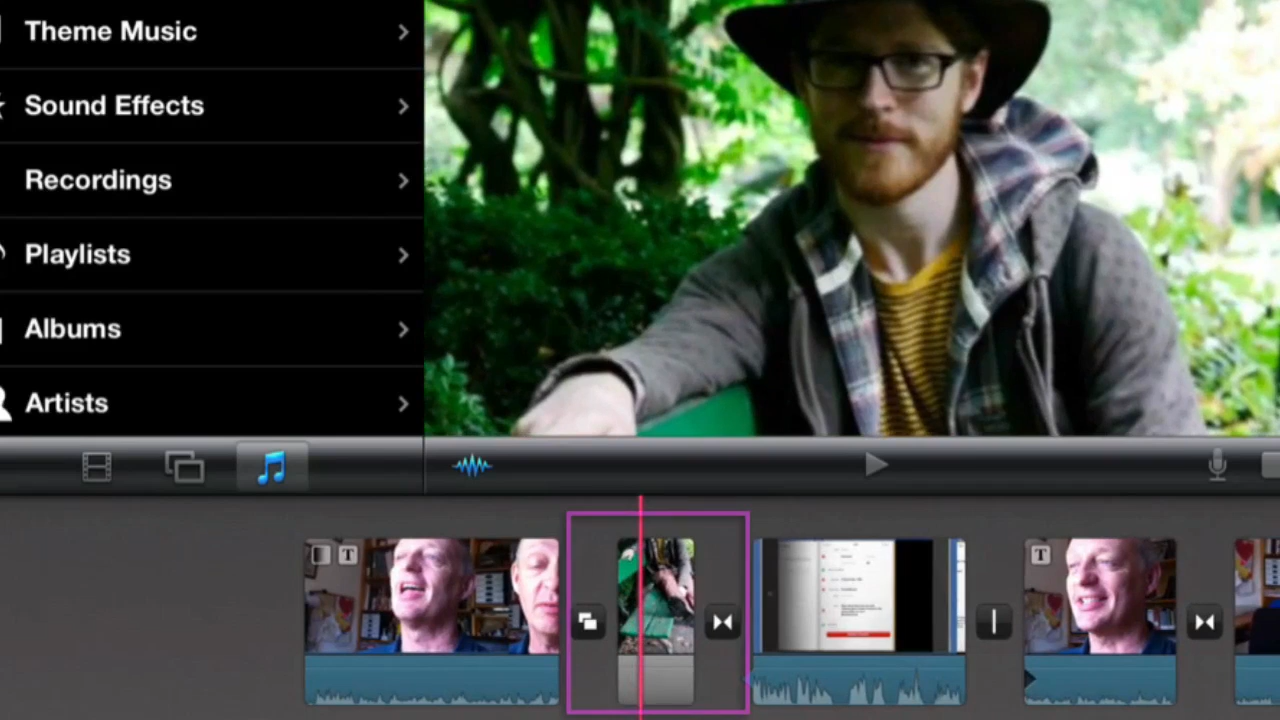 Theme Music
Sound Effects
Recordings
Playlists
Albums
Artists
T
T